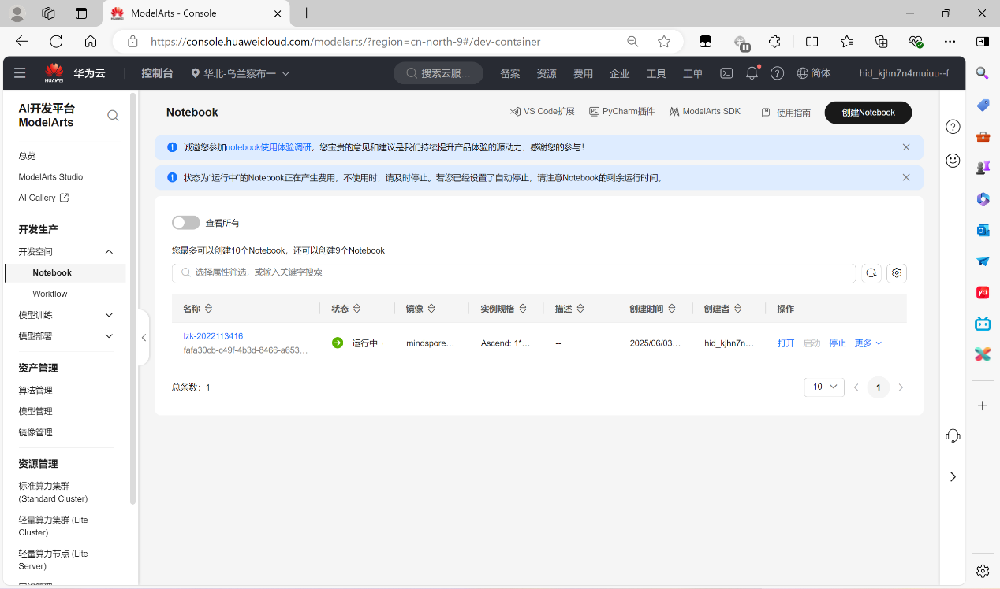 ModelArts - Console
https://console.huaweicloud.com/modelarts/?region=cn-north-9#/dev-container
HUAWEI
华为云
控制台
华北-乌兰察布一
搜索云服...
备案
资源
费用
企业
工具
工单
简体
hid_kjhn7n4muiuu--f
AI开发平台
ModelArts
总览
ModelArts Studio
AI Gallery
开发生产
开发空间
Notebook
Workflow
模型训练
模型部署
资产管理
算法管理
模型管理
镜像管理
资源管理
标准算力集群
(Standard Cluster)
轻量算力集群 (Lite
Cluster)
轻量算力节点 (Lite
Server)
Notebook
VS Code扩展
PyCharm插件
ModelArts SDK
使用指南
创建Notebook
诚邀您参加notebook使用体验调研，您宝贵的意见和建议是我们持续提升产品体验的源动力，感谢您的参与！
状态为“运行中”的Notebook正在产生费用，不使用时，请及时停止。若您已经设置了自动停止，请注意Notebook的剩余运行时间。
查看所有
您最多可以创建10个Notebook，还可以创建9个Notebook
选择属性筛选，或输入关键字搜索
名称 状态 镜像 实例规格 描述 创建时间 创建者 操作
lzk-2022113416
fafa30cb-c49f-4b3d-8466-a653...
运行中 mindspore... Ascend: 1*... -- 2025/06/03... hid_kjhn7n... 打开 启动 停止 更多
总条数：1
10
1